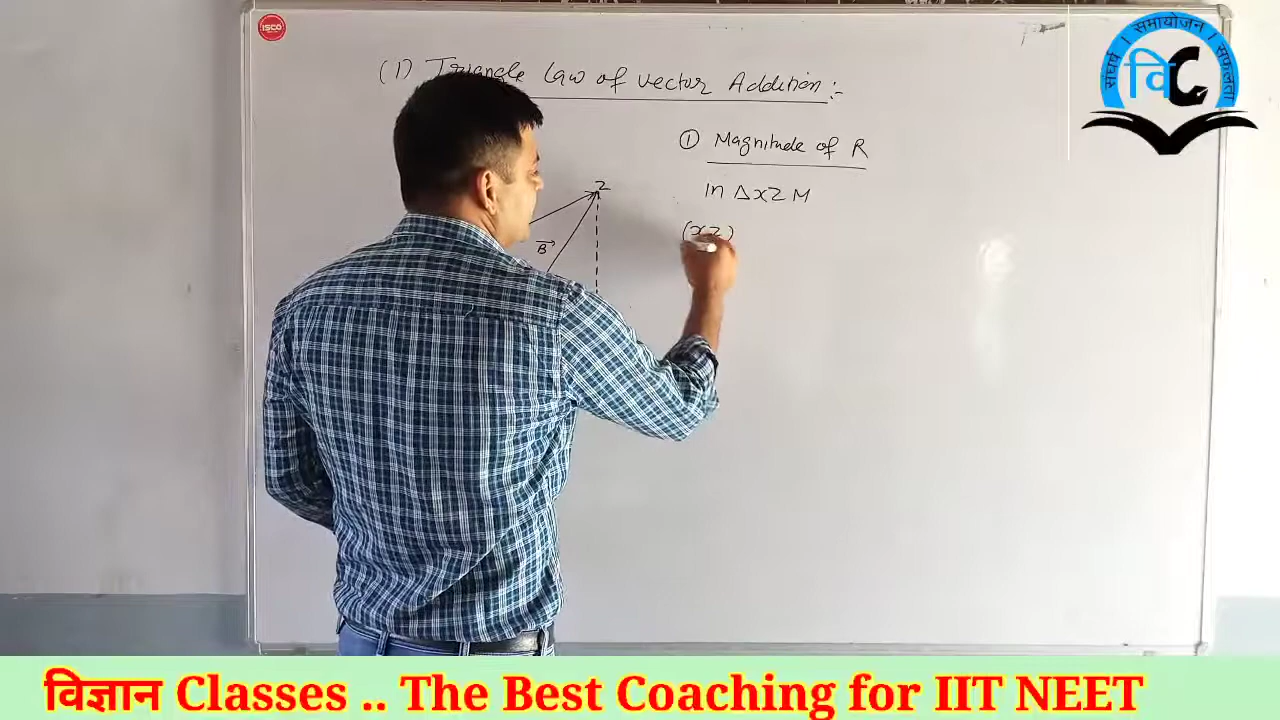 ISCO
(1) Triangle Law of vector Addition :-
संघर्ष । समायोजन । सफलता
वि C
① Magnitude of R
In Δ XZM
(XZ)
Z
B
विज्ञान Classes .. The Best Coaching for IIT NEET